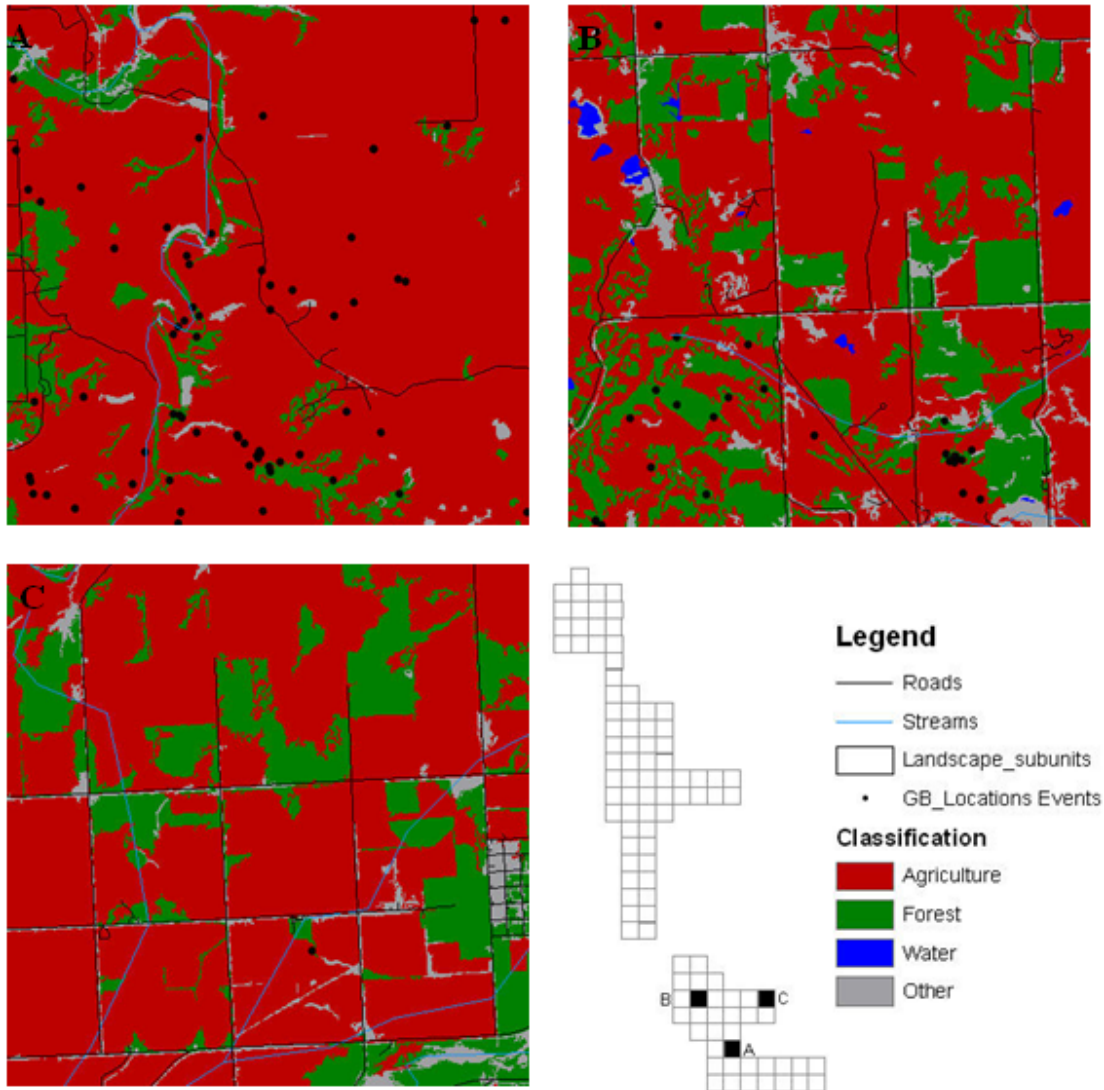 A
B
C
Legend
Roads
Streams
Landscape_subunits
GB_Locations Events
Classification
Agriculture
Forest
Water
Other
B
C
A